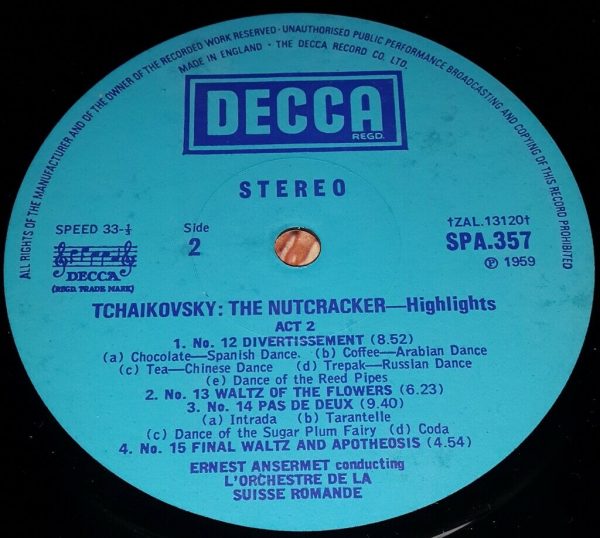 ALL RIGHTS OF THE MANUFACTURER AND OF THE OWNER OF THE RECORDED WORK RESERVED · UNAUTHORISED PUBLIC PERFORMANCE BROADCASTING AND COPYING OF THIS RECORD PROHIBITED
MADE IN ENGLAND · THE DECCA RECORD CO. LTD.
DECCA
REGD.
STEREO
SPEED 33-⅓
Side
2
†ZAL.13120†
SPA.357
℗ 1959
DECCA
(REGD. TRADE MARK)
TCHAIKOVSKY: THE NUTCRACKER—Highlights
ACT 2
1. No. 12 DIVERTISSEMENT (8.52)
(a) Chocolate—Spanish Dance. (b) Coffee—Arabian Dance
(c) Tea—Chinese Dance (d) Trepak—Russian Dance
(e) Dance of the Reed Pipes
2. No. 13 WALTZ OF THE FLOWERS (6.23)
3. No. 14 PAS DE DEUX (9.40)
(a) Intrada (b) Tarantelle
(c) Dance of the Sugar Plum Fairy (d) Coda
4. No. 15 FINAL WALTZ AND APOTHEOSIS (4.54)
ERNEST ANSERMET conducting
L'ORCHESTRE DE LA
SUISSE ROMANDE